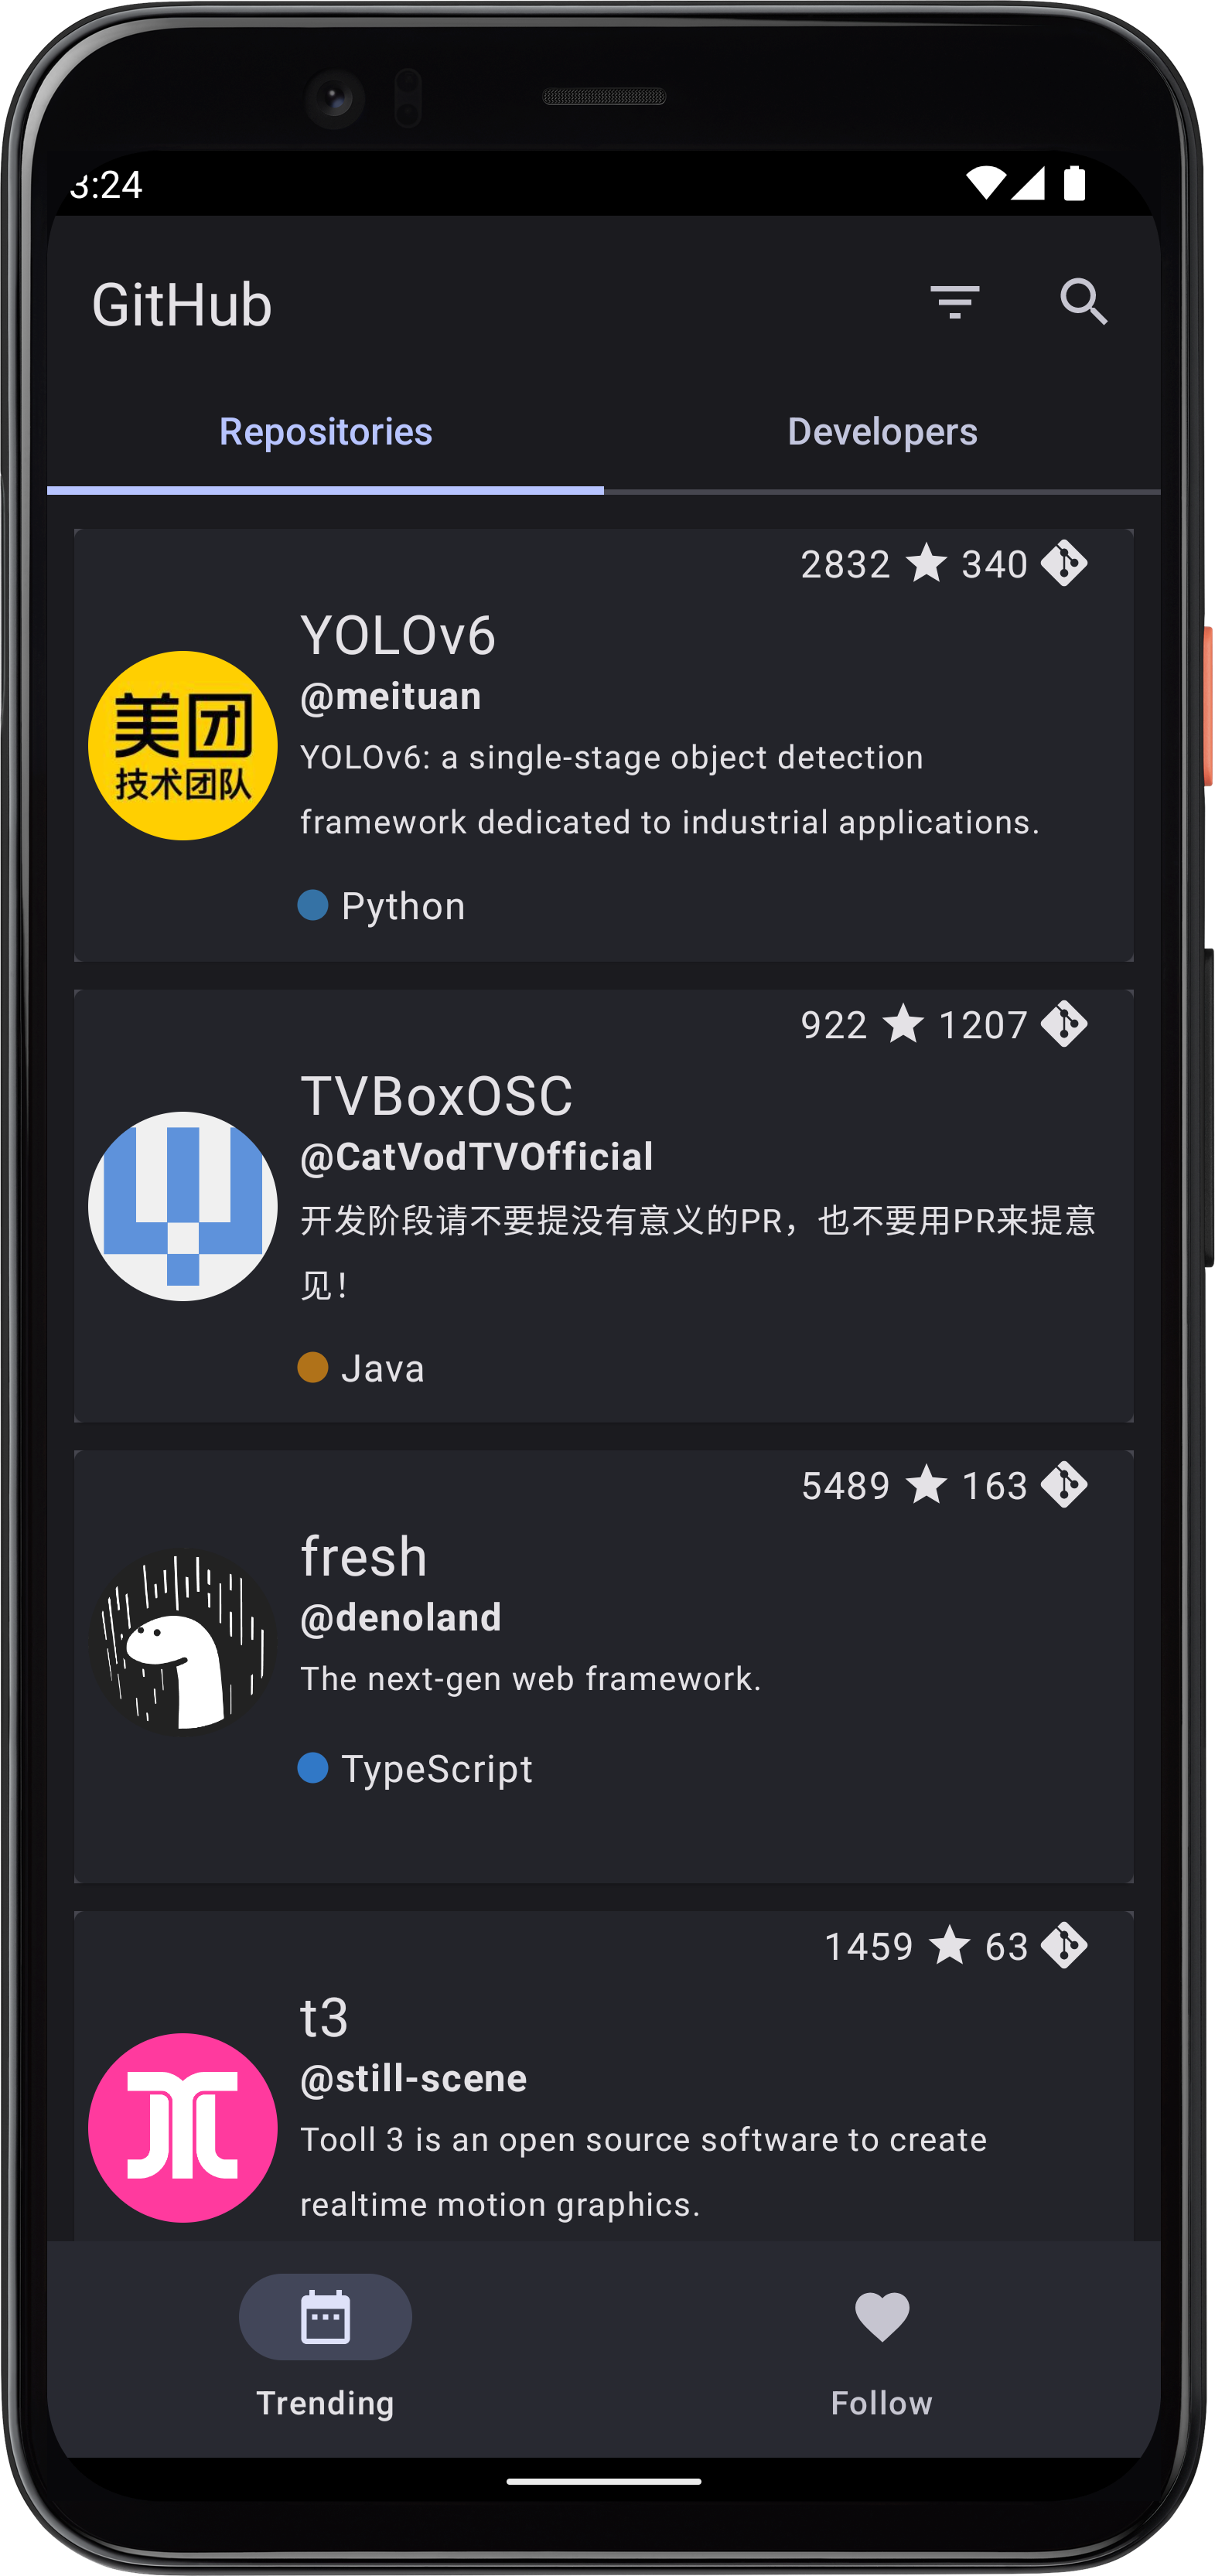 3:24
GitHub
Repositories
Developers
2832 340
YOLOv6
@meituan
美团
技术团队
YOLOv6: a single-stage object detection
framework dedicated to industrial applications.
Python
922 1207
TVBoxOSC
@CatVodTVOfficial
开发阶段请不要提没有意义的PR，也不要用PR来提意
见！
Java
5489 163
fresh
@denoland
The next-gen web framework.
TypeScript
1459 63
t3
@still-scene
Tooll 3 is an open source software to create
realtime motion graphics.
Trending
Follow